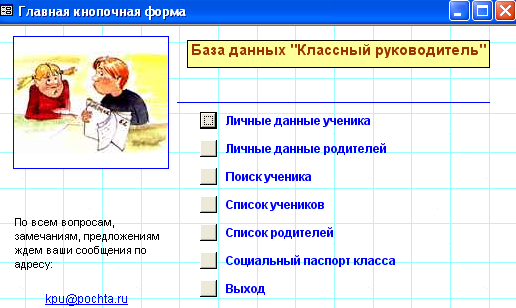 Главная кнопочная форма
База данных "Классный руководитель"
Личные данные ученика
Личные данные родителей
Поиск ученика
Список учеников
Список родителей
Социальный паспорт класса
Выход
По всем вопросам,
замечаниям, предложениям
ждем ваши сообщения по
адресу:
kpu@pochta.ru